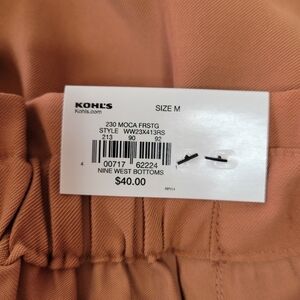 KOHL'S
Kohls.com
SIZE M
230 MOCA FRSTG
STYLE WW23X413RS
213 90 92
4 00717 62224
NINE WEST BOTTOMS
$40.00